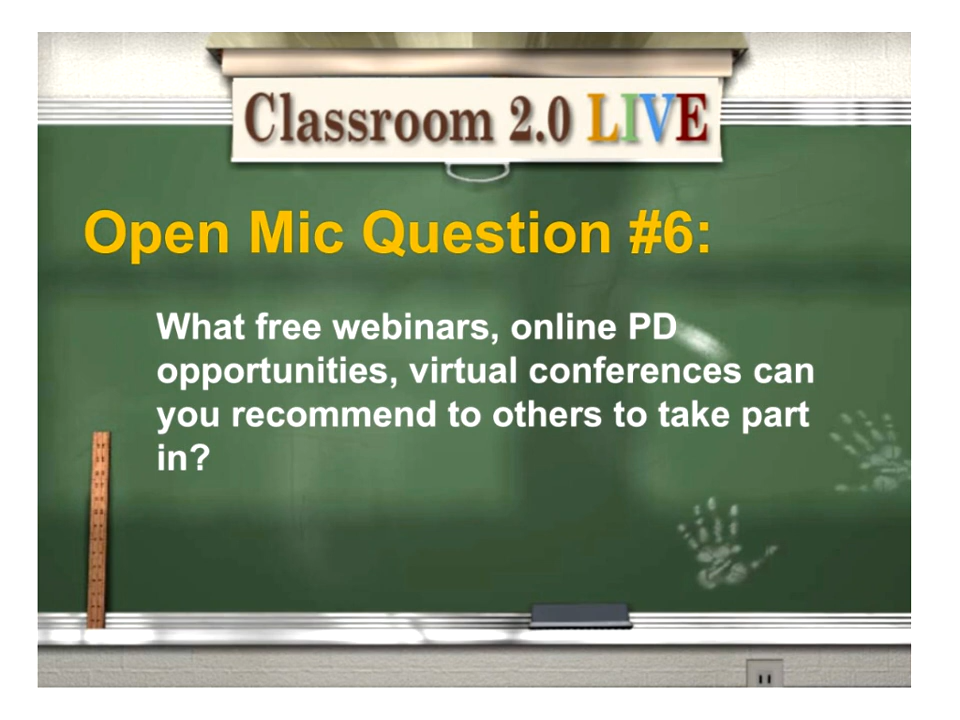 Classroom 2.0 LIVE
Open Mic Question #6:
What free webinars, online PD
opportunities, virtual conferences can
you recommend to others to take part
in?